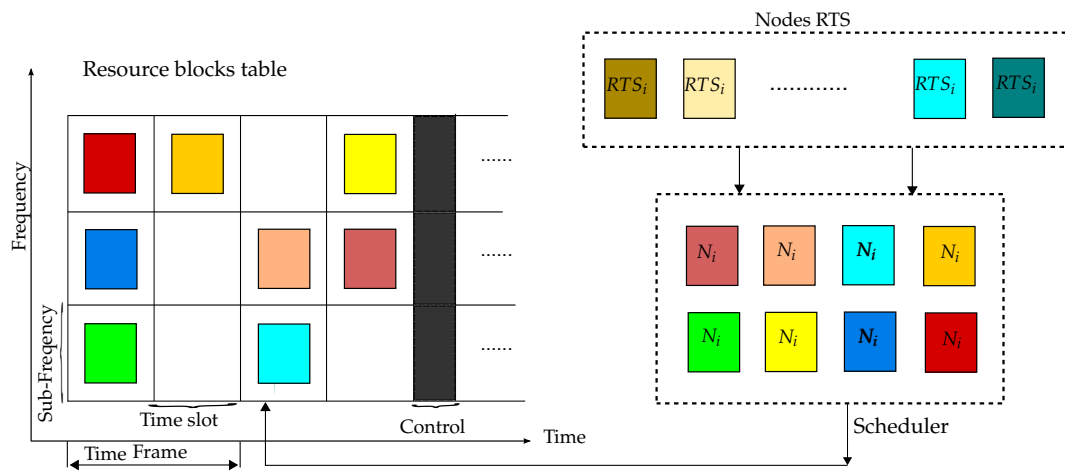 Nodes RTS
Resource blocks table
RTS_i RTS_i ............ RTS_i RTS_i
Frequency
......
N_i N_i N_i N_i
......
Sub-Freqency
N_i N_i N_i N_i
......
Time slot
Control
Scheduler
Time
Time Frame